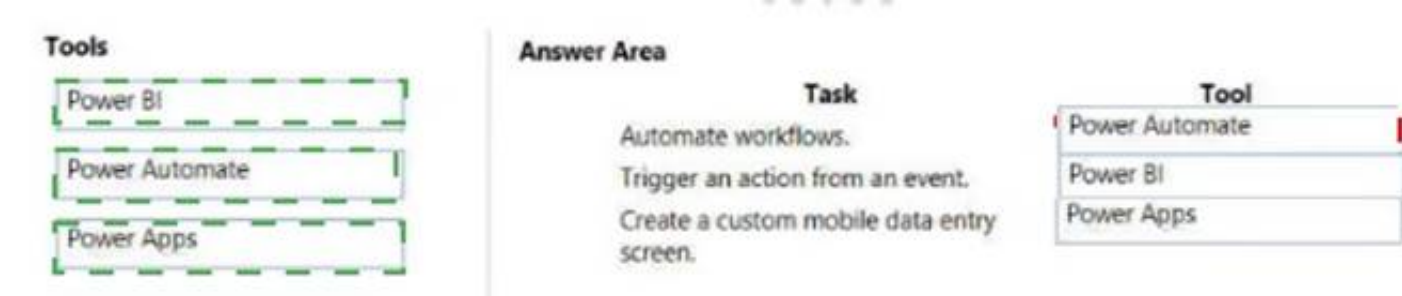 Tools
Power BI
Power Automate
Power Apps
Answer Area
Task
Tool
Automate workflows.
Power Automate
Trigger an action from an event.
Power BI
Create a custom mobile data entry
screen.
Power Apps